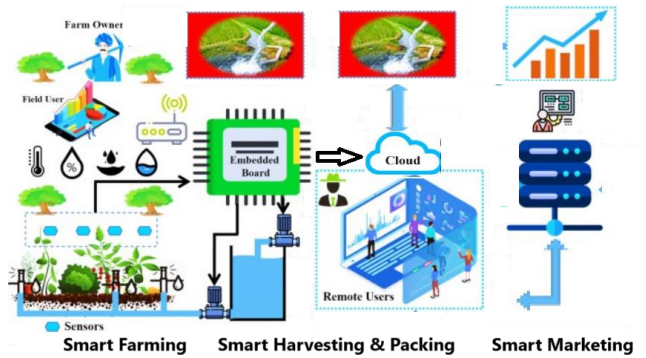 Farm Owner
Field User
%
Embedded
Board
Cloud
Remote Users
Sensors
Smart Farming
Smart Harvesting & Packing
Smart Marketing